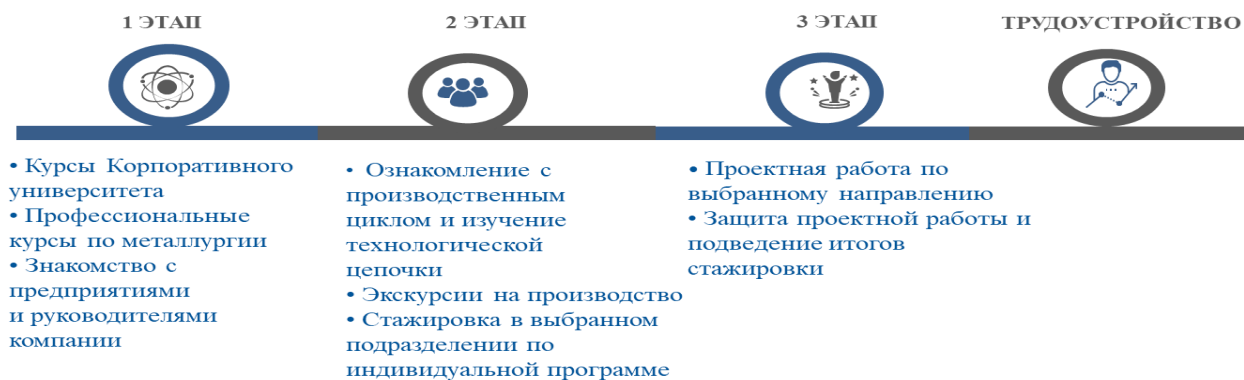 1 ЭТАП
2 ЭТАП
3 ЭТАП
ТРУДОУСТРОЙСТВО
• Курсы Корпоративного
университета
• Профессиональные
курсы по металлургии
• Знакомство с
предприятиями
и руководителями
компании
• Ознакомление с
производственным
циклом и изучение
технологической
цепочки
• Экскурсии на производство
• Стажировка в выбранном
подразделении по
индивидуальной программе
• Проектная работа по
выбранному направлению
• Защита проектной работы и
подведение итогов
стажировки